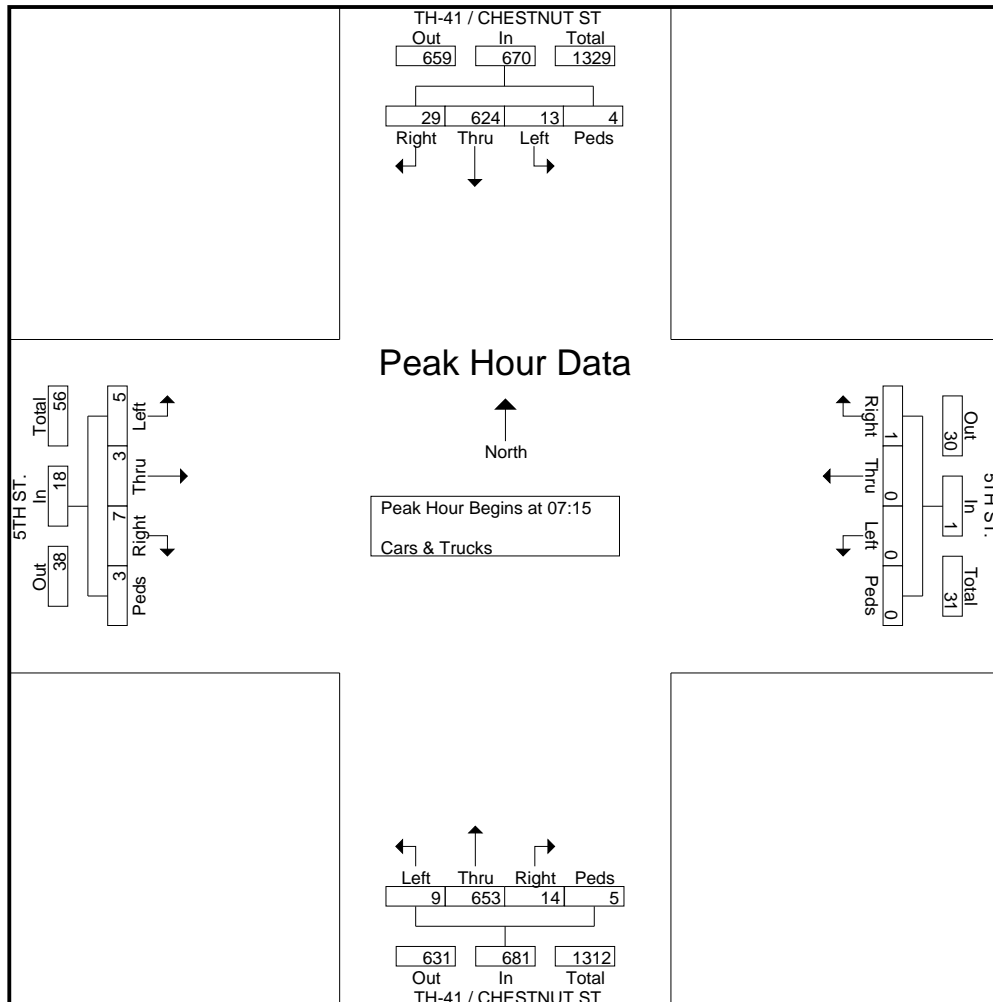 TH-41 / CHESTNUT ST
Out In Total
659 670 1329
29 624 13 4
Right Thru Left Peds
Peak Hour Data
North
Peak Hour Begins at 07:15
Cars & Trucks
5TH ST.
Total In Out
56 18 38
5 3 7 3
Left Thru Right Peds
5TH ST.
Out In Total
30 1 31
1 0 0 0
Right Thru Left Peds
Left Thru Right Peds
9 653 14 5
631 681 1312
Out In Total
TH-41 / CHESTNUT ST